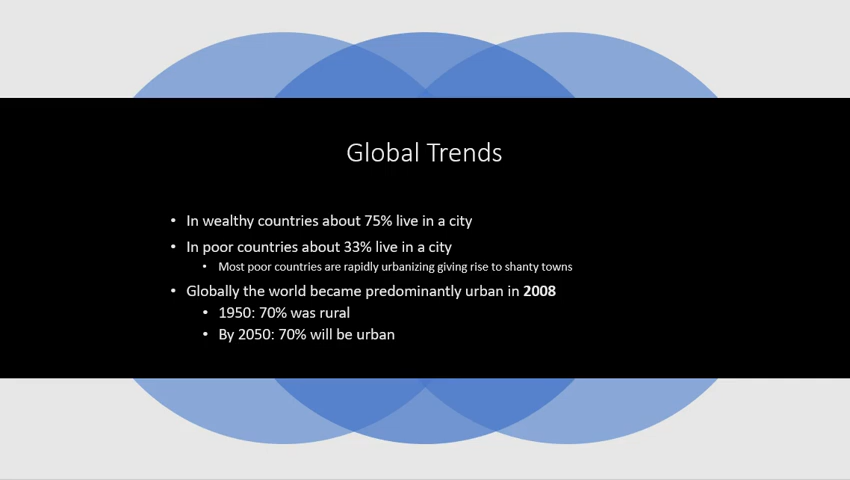 Global Trends
• In wealthy countries about 75% live in a city
• In poor countries about 33% live in a city
• Most poor countries are rapidly urbanizing giving rise to shanty towns
• Globally the world became predominantly urban in 2008
• 1950: 70% was rural
• By 2050: 70% will be urban